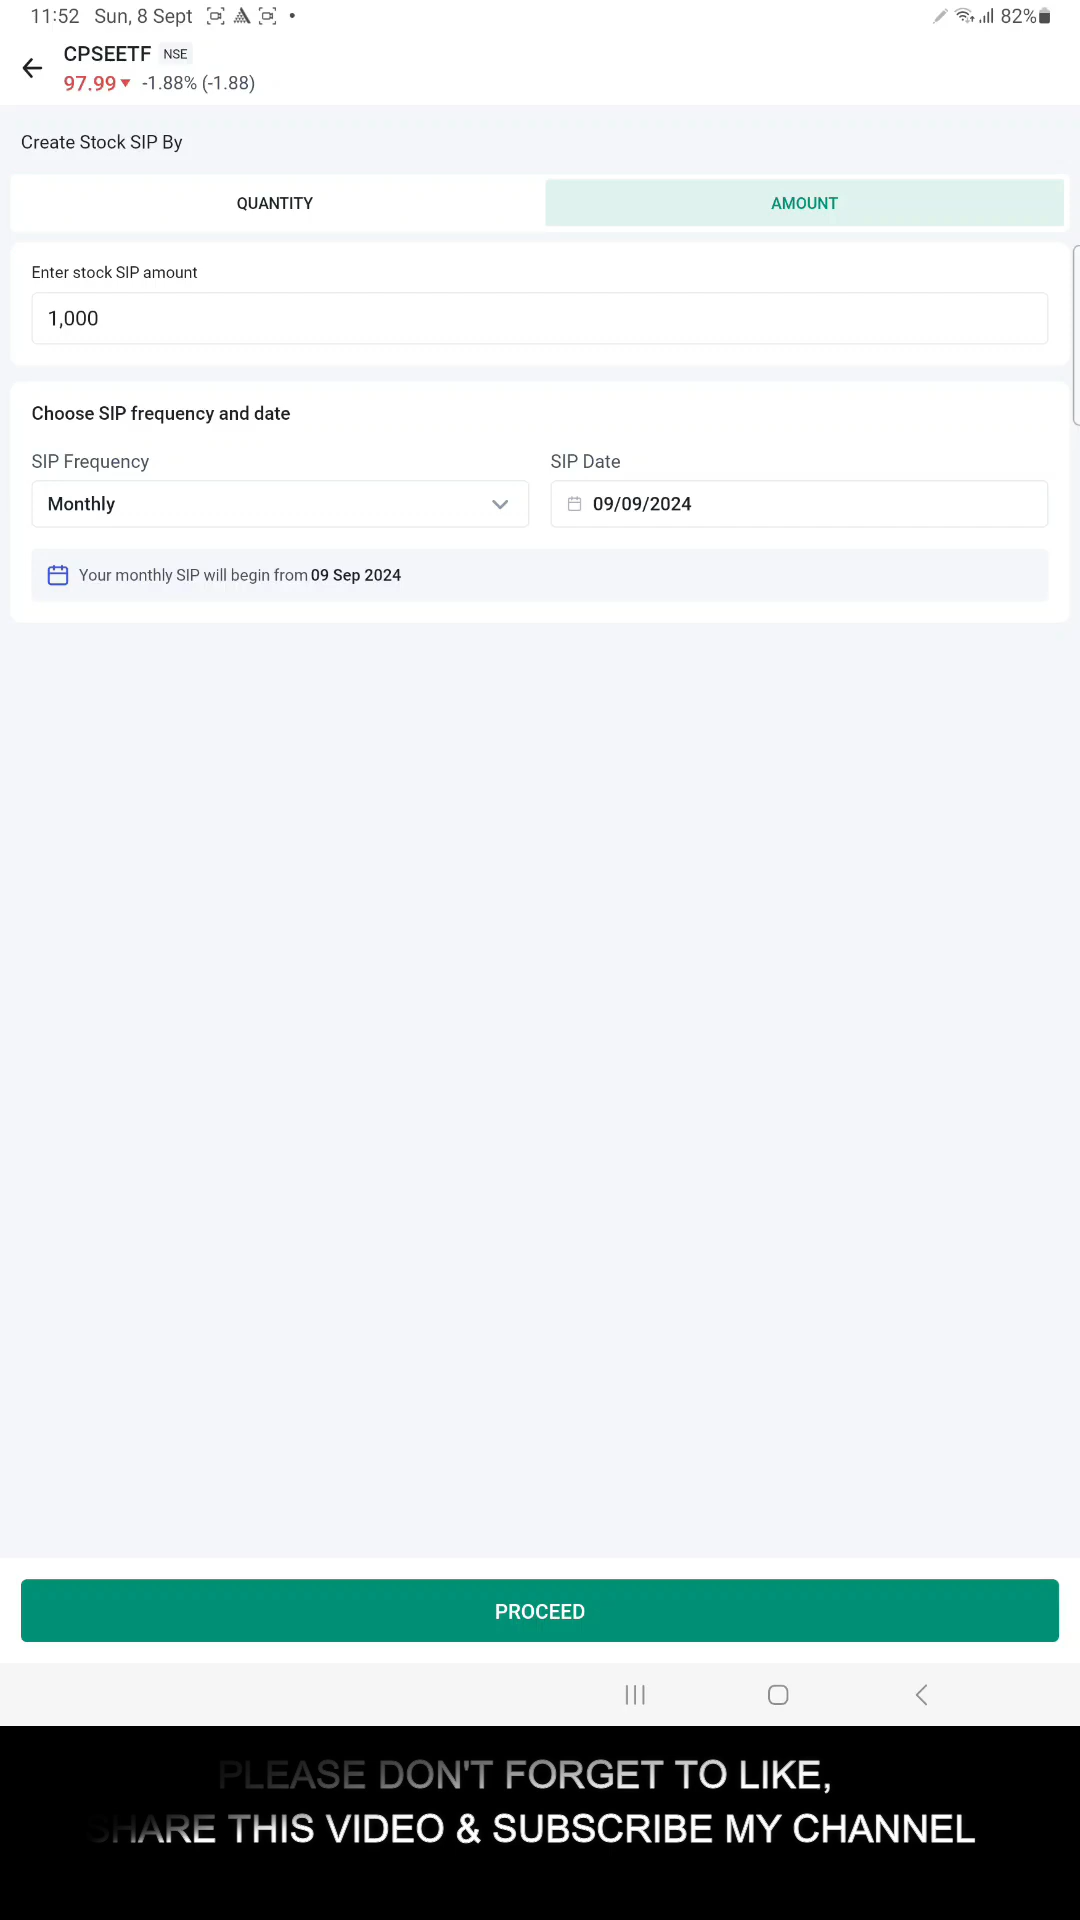 11:52 Sun, 8 Sept 82%
CPSEETF NSE
97.99 -1.88% (-1.88)
Create Stock SIP By
QUANTITY AMOUNT
Enter stock SIP amount
1,000
Choose SIP frequency and date
SIP Frequency SIP Date
Monthly 09/09/2024
Your monthly SIP will begin from 09 Sep 2024
PROCEED
PLEASE DON'T FORGET TO LIKE,
SHARE THIS VIDEO & SUBSCRIBE MY CHANNEL